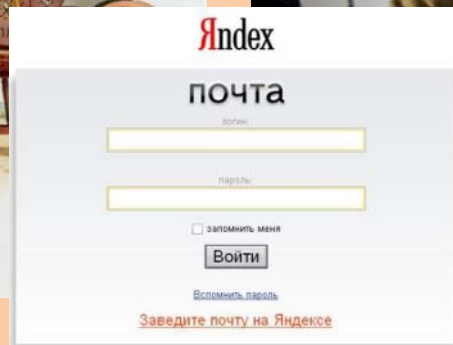 Яndex
почта
логин
пароль
запомнить меня
Войти
Вспомнить пароль
Заведите почту на Яндексе